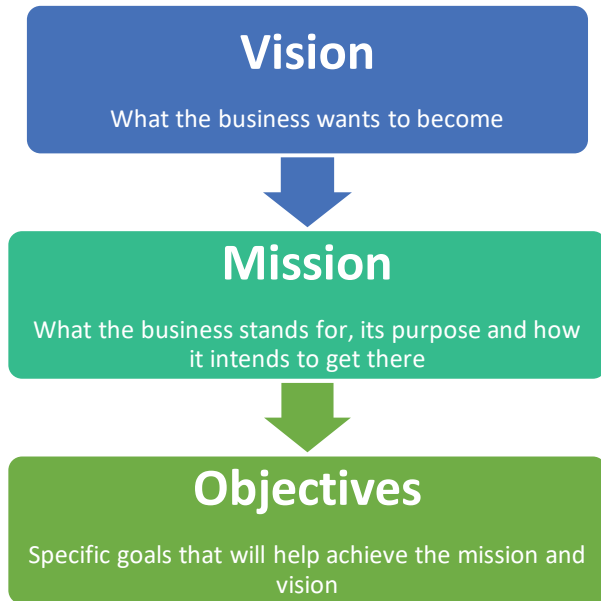 Vision
What the business wants to become
Mission
What the business stands for, its purpose and how
it intends to get there
Objectives
Specific goals that will help achieve the mission and
vision